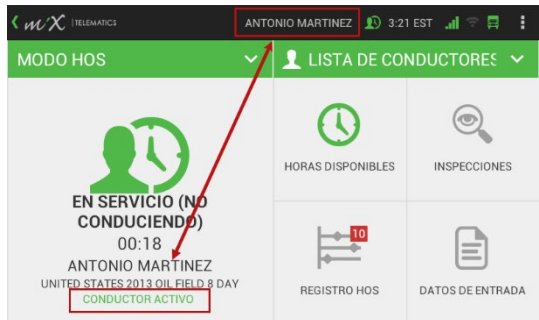 mix TELEMATICS ANTONIO MARTINEZ 3:21 EST
MODO HOS LISTA DE CONDUCTORES
EN SERVICIO (NO
CONDUCIENDO)
00:18
ANTONIO MARTINEZ
UNITED STATES 2013 OIL FIELD 8 DAY
CONDUCTOR ACTIVO
HORAS DISPONIBLES
INSPECCIONES
10
REGISTRO HOS
DATOS DE ENTRADA